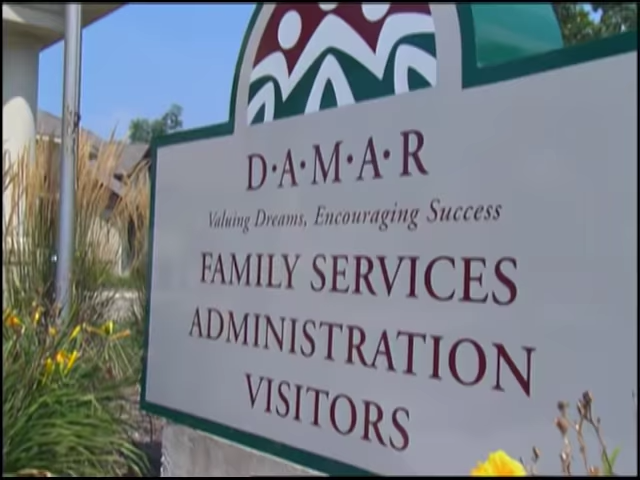 D·A·M·A·R
Valuing Dreams, Encouraging Success
FAMILY SERVICES
ADMINISTRATION
VISITORS